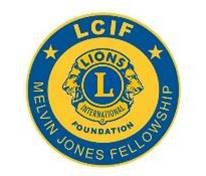 LCIF
LIONS
L
INTERNATIONAL
FOUNDATION
MELVIN JONES FELLOWSHIP